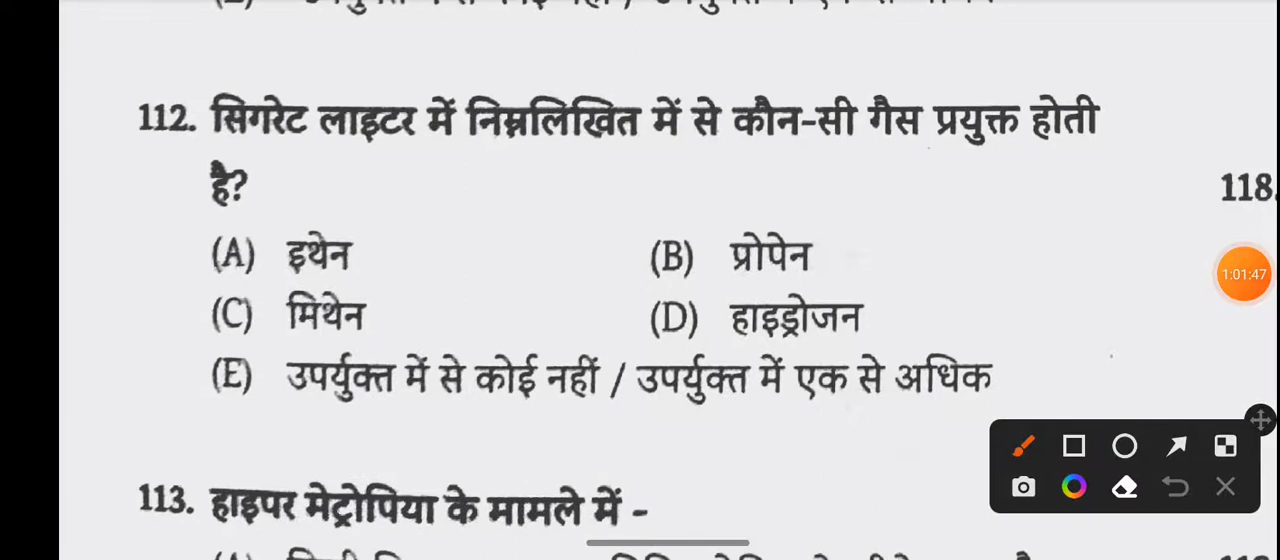 112. सिगरेट लाइटर में निम्नलिखित में से कौन-सी गैस प्रयुक्त होती
है?
118.
(A) इथेन (B) प्रोपेन
1:01:47
(C) मिथेन (D) हाइड्रोजन
(E) उपर्युक्त में से कोई नहीं / उपर्युक्त में एक से अधिक
113. हाइपर मेट्रोपिया के मामले में -